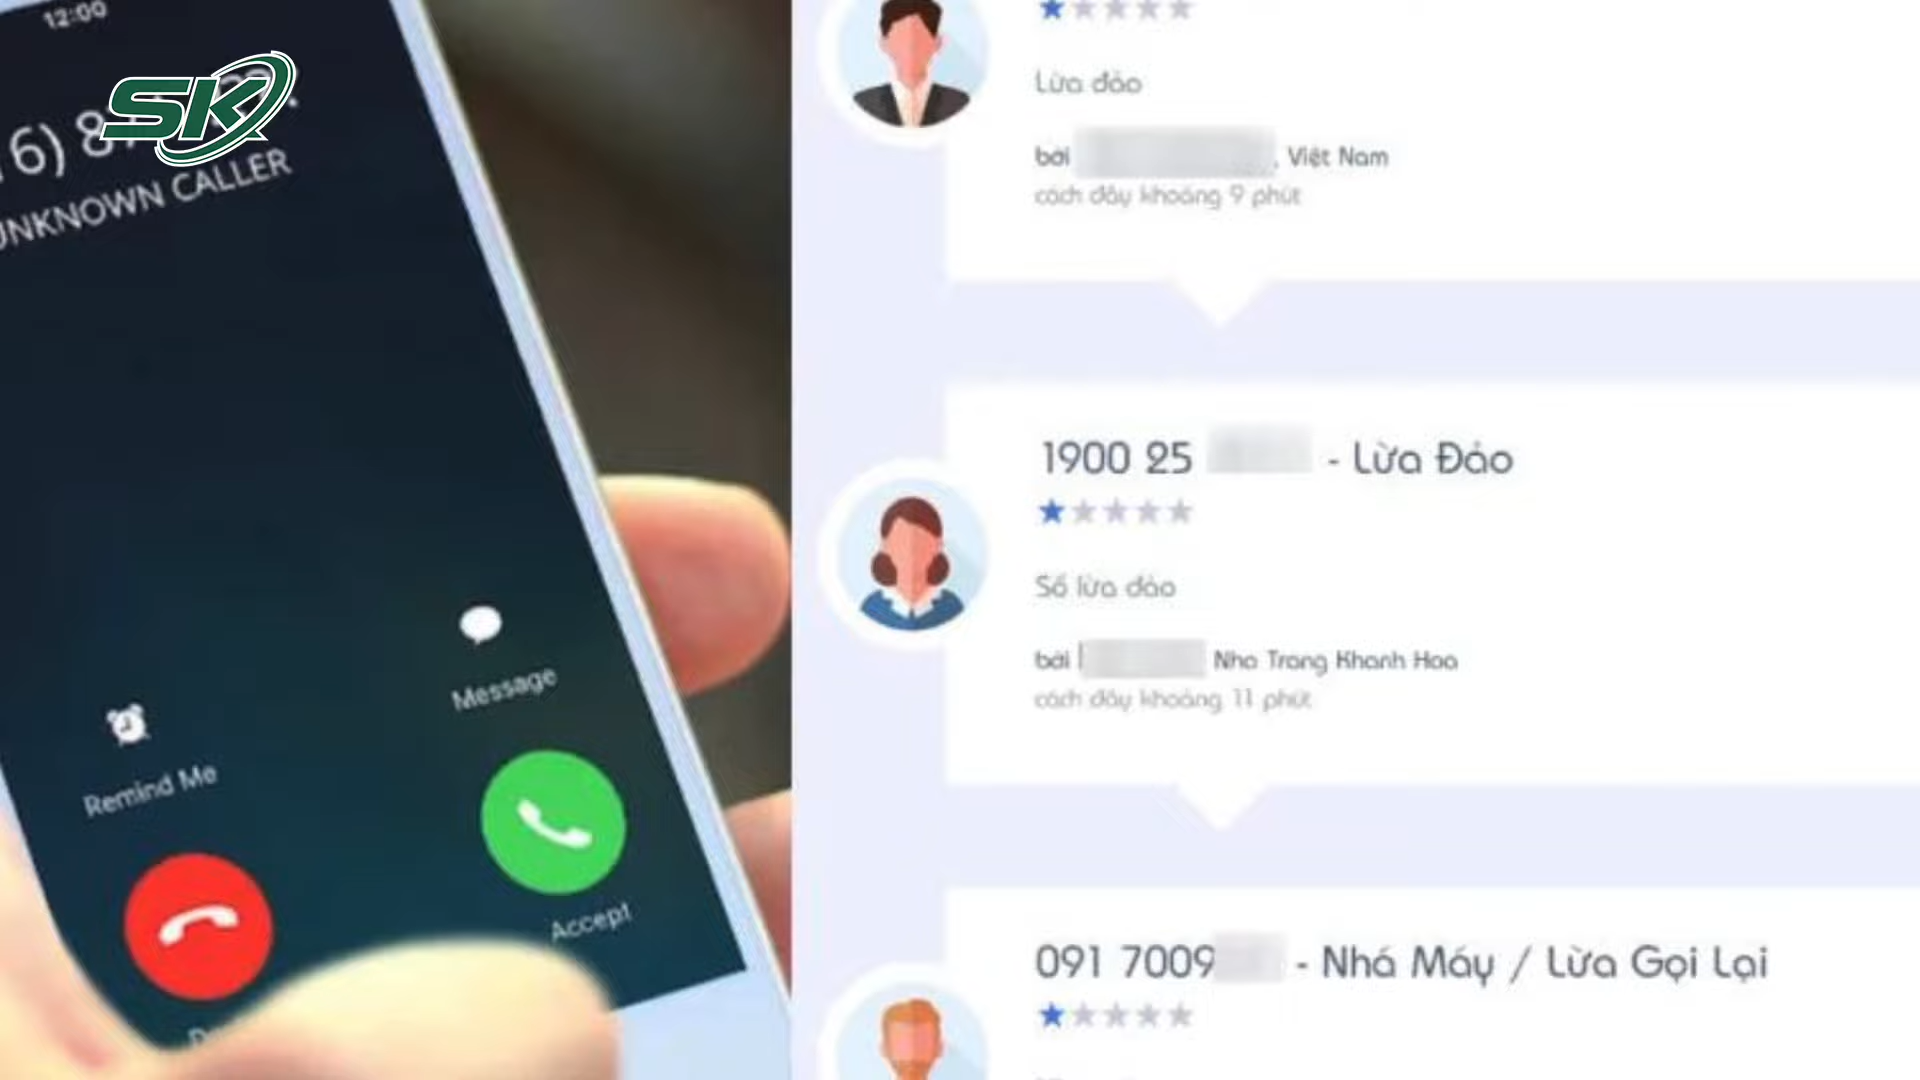 12:00
SK
6) 87
UNKNOWN CALLER
Message
Remind Me
Accept
Lừa đảo
bởi , Việt Nam
cách đây khoảng 9 phút
1900 25 - Lừa Đảo
Số lừa đảo
bởi Nha Trang Khanh Hoa
cách đây khoảng 11 phút
091 7009 - Nhá Máy / Lừa Gọi Lại